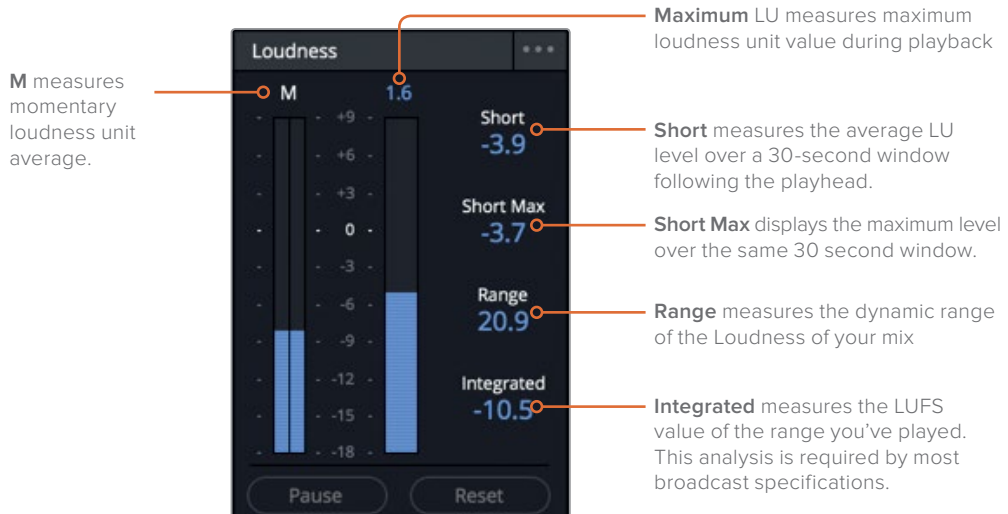 Maximum LU measures maximum
loudness unit value during playback
Loudness
M measures
momentary
loudness unit
average.
M
1.6
+9
+6
+3
0
-3
-6
-9
-12
-15
-18
Short
-3.9
Short measures the average LU
level over a 30-second window
following the playhead.
Short Max
-3.7
Short Max displays the maximum level
over the same 30 second window.
Range
20.9
Range measures the dynamic range
of the Loudness of your mix
Integrated
-10.5
Integrated measures the LUFS
value of the range you’ve played.
This analysis is required by most
broadcast specifications.
Pause
Reset